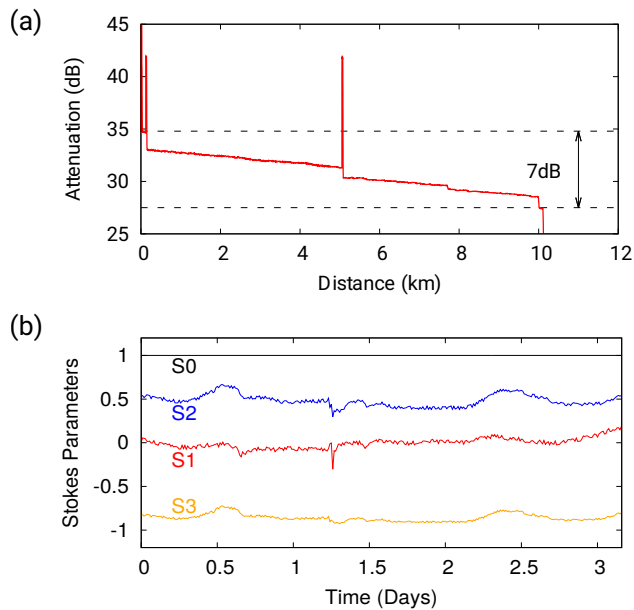 (a)
45
40
35
30
25
Attenuation (dB)
7dB
0 2 4 6 8 10 12
Distance (km)
(b)
1
0.5
0
-0.5
-1
Stokes Parameters
S0
S2
S1
S3
0 0.5 1 1.5 2 2.5 3
Time (Days)